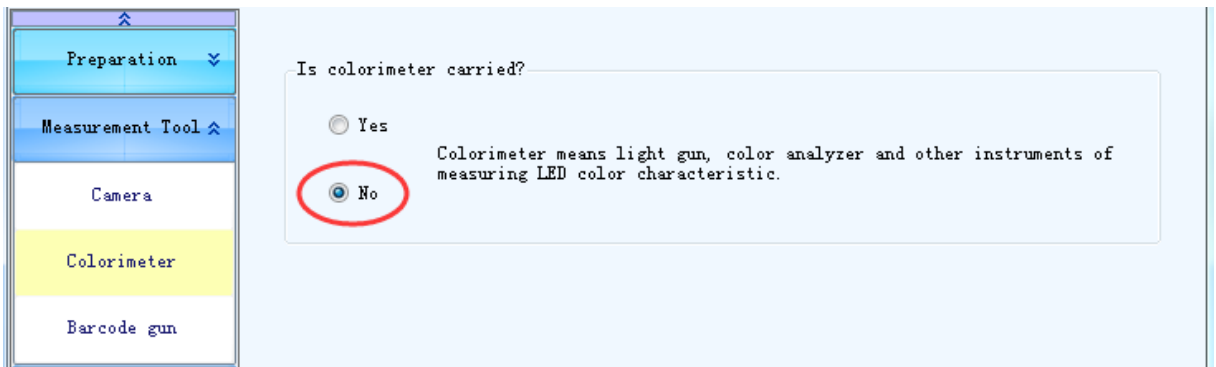 Preparation
Measurement Tool
Camera
Colorimeter
Barcode gun
Is colorimeter carried?
Yes
Colorimeter means light gun, color analyzer and other instruments of
measuring LED color characteristic.
No